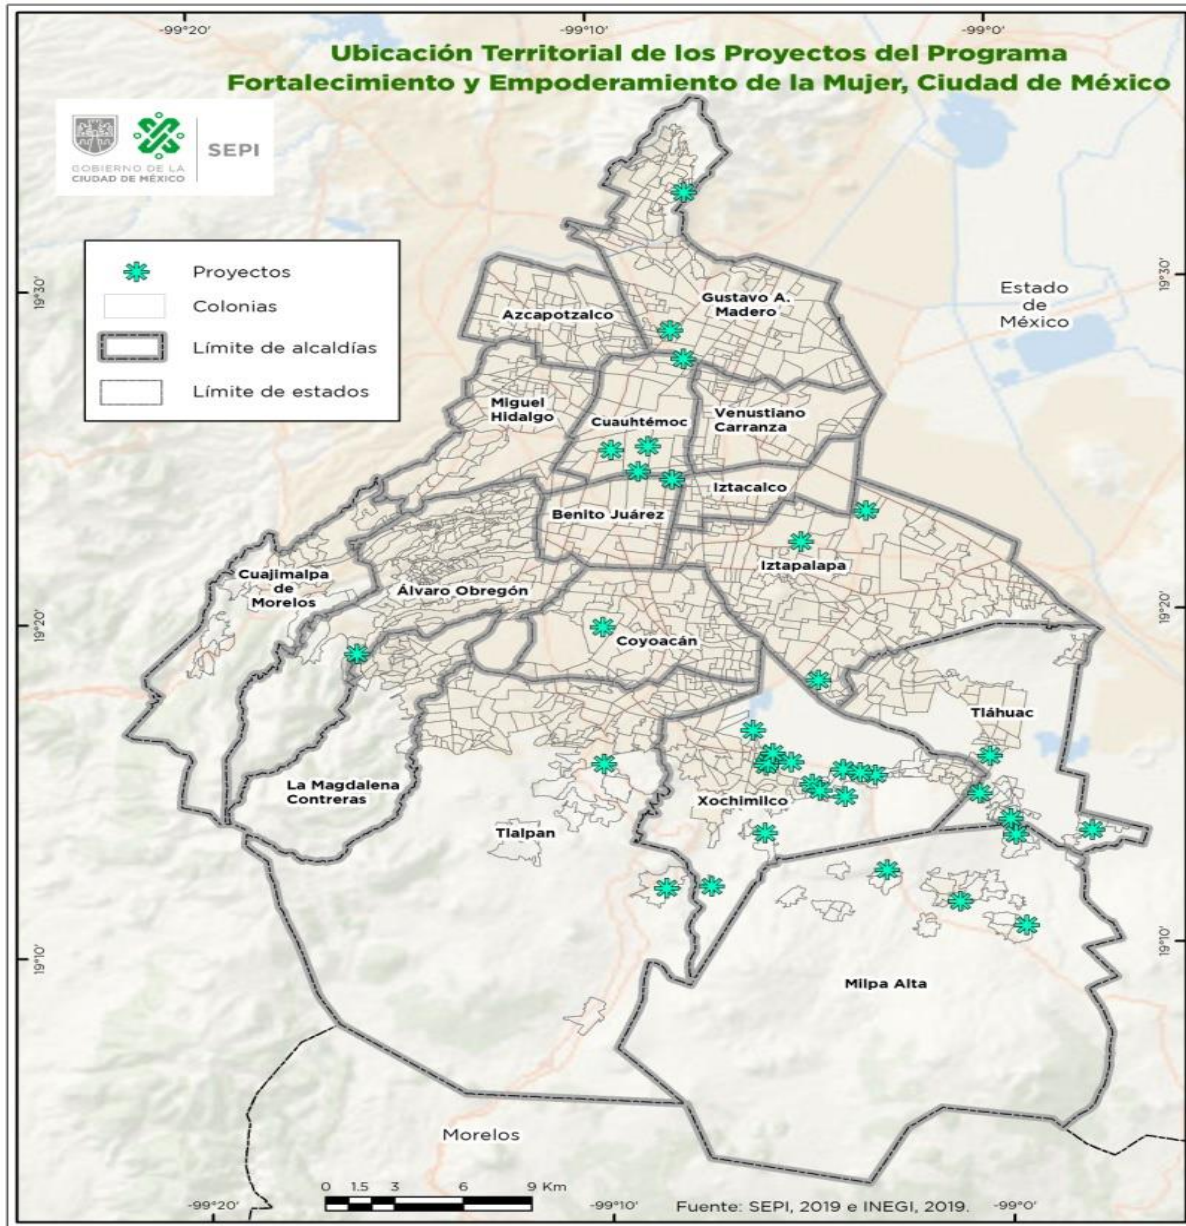 -99°20'
-99°10'
-99°0'
Ubicación Territorial de los Proyectos del Programa
Fortalecimiento y Empoderamiento de la Mujer, Ciudad de México
GOBIERNO DE LA
CIUDAD DE MÉXICO
SEPI
Proyectos
Colonias
Límite de alcaldías
Límite de estados
19°30'
19°30'
Estado
de
México
Gustavo A.
Madero
Azcapotzalco
Miguel
Hidalgo
Cuauhtémoc
Venustiano
Carranza
Iztacalco
Benito Juárez
Iztapalapa
Cuajimalpa
de
Morelos
Álvaro Obregón
19°20'
19°20'
Coyoacán
Tláhuac
La Magdalena
Contreras
Xochimilco
Tlalpan
19°10'
19°10'
Milpa Alta
Morelos
0 1.5 3 6 9 Km
Fuente: SEPI, 2019 e INEGI, 2019.
-99°20'
-99°10'
-99°0'